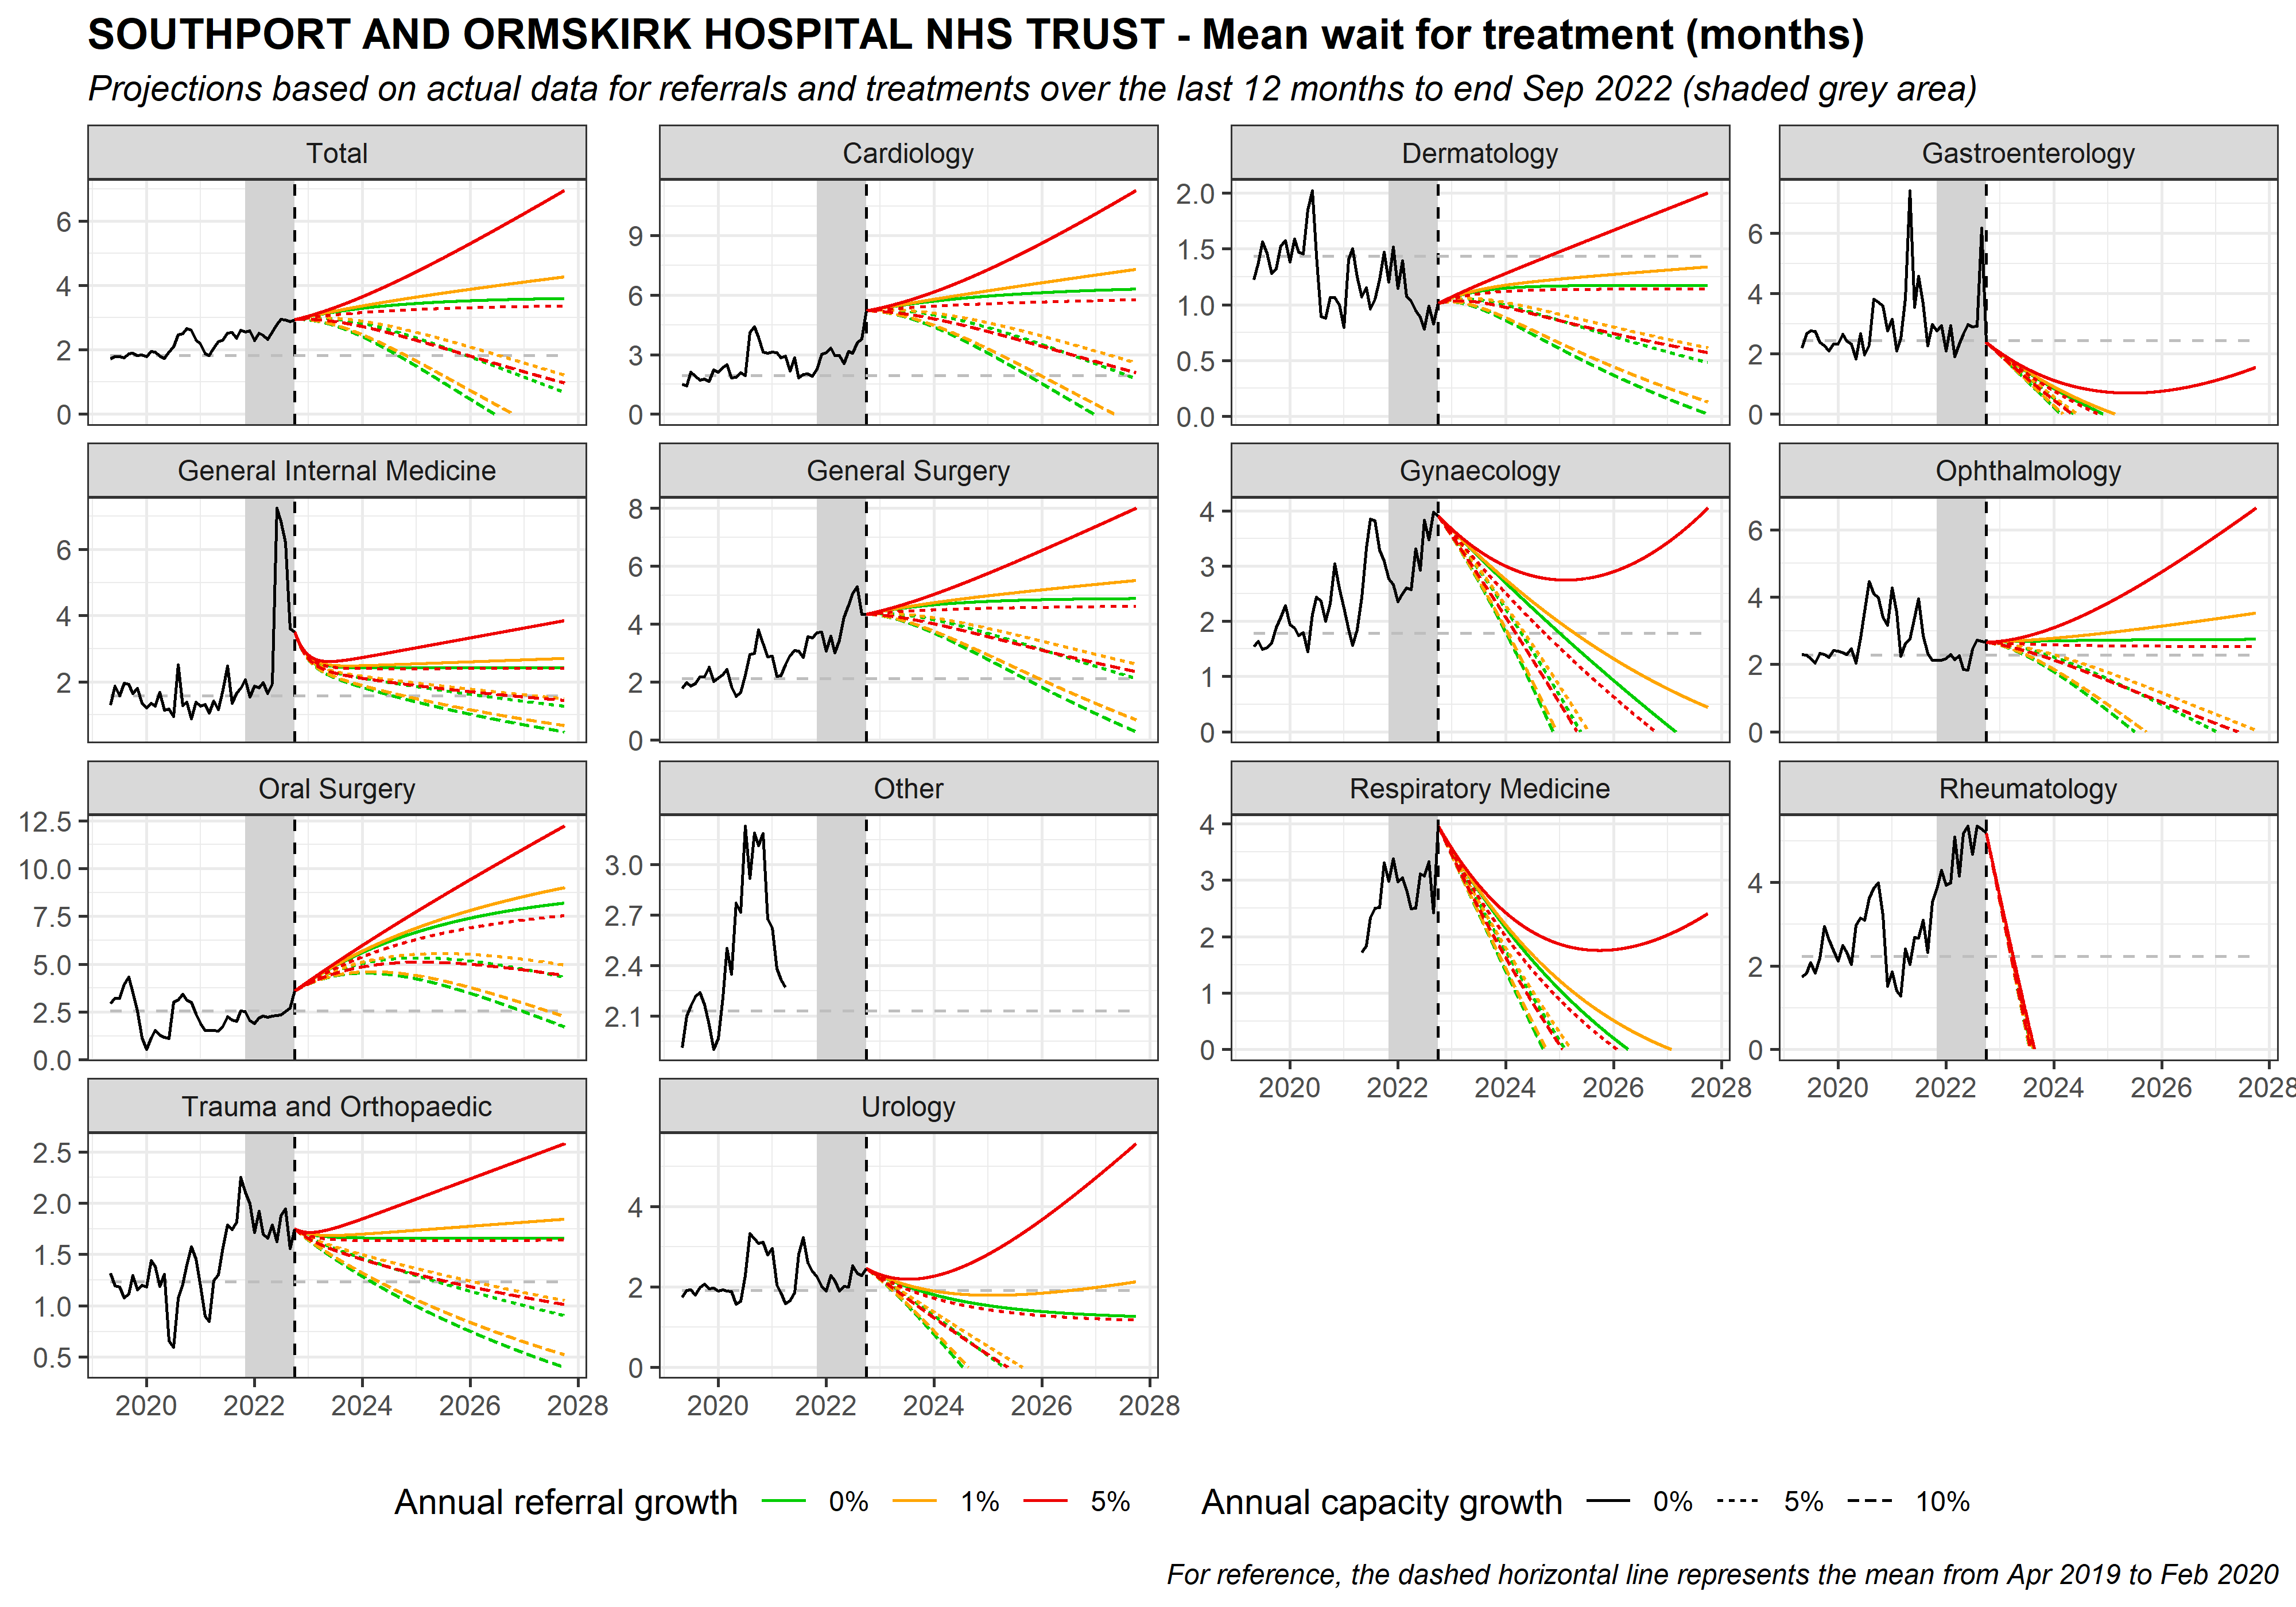 SOUTHPORT AND ORMSKIRK HOSPITAL NHS TRUST - Mean wait for treatment (months)
Projections based on actual data for referrals and treatments over the last 12 months to end Sep 2022 (shaded grey area)
Total
6
4
2
0
Cardiology
9
6
3
0
Dermatology
2.0
1.5
1.0
0.5
0.0
Gastroenterology
6
4
2
0
General Internal Medicine
6
4
2
General Surgery
8
6
4
2
0
Gynaecology
4
3
2
1
0
Ophthalmology
6
4
2
0
Oral Surgery
12.5
10.0
7.5
5.0
2.5
0.0
Other
3.0
2.7
2.4
2.1
Respiratory Medicine
4
3
2
1
0
2020 2022 2024 2026 2028
Rheumatology
4
2
0
2020 2022 2024 2026 2028
Trauma and Orthopaedic
2.5
2.0
1.5
1.0
0.5
2020 2022 2024 2026 2028
Urology
4
2
0
2020 2022 2024 2026 2028
Annual referral growth 0% 1% 5% Annual capacity growth 0% 5% 10%
For reference, the dashed horizontal line represents the mean from Apr 2019 to Feb 2020